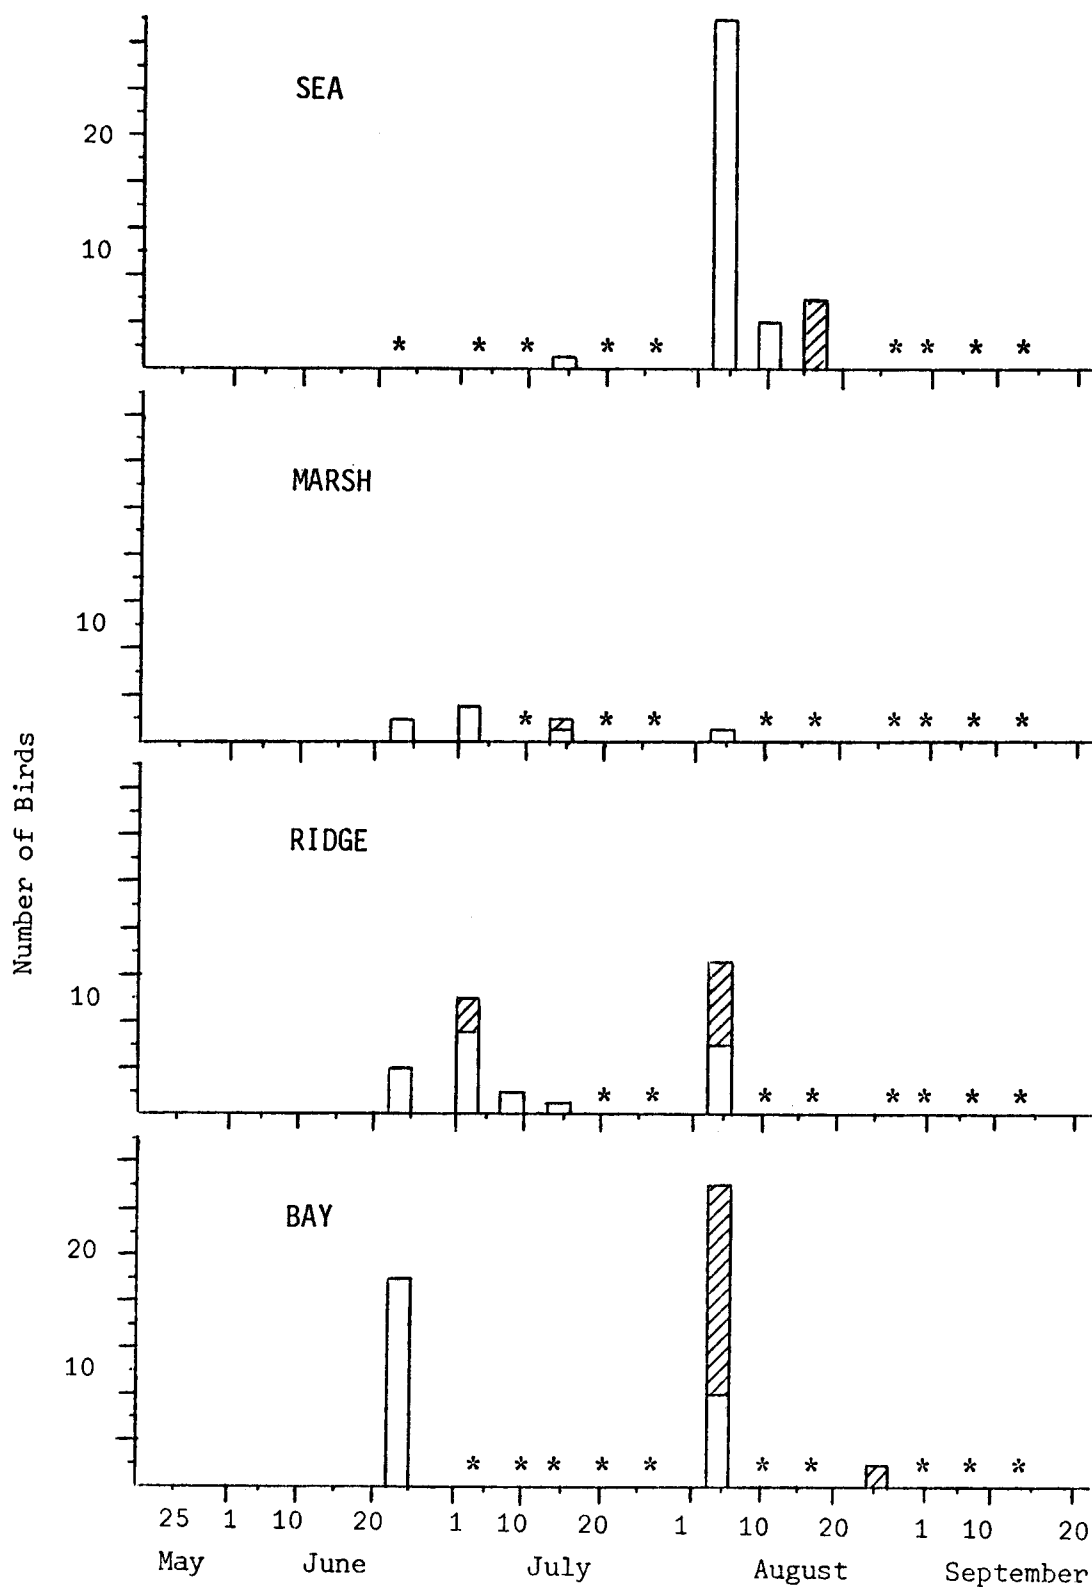 SEA
20
10
* * * * * * * * *
MARSH
10
* * * * * * * * *
RIDGE
10
* * * * * * * *
BAY
20
10
* * * * * * * * * *
25 1 10 20 1 10 20 1 10 20 1 10 20
May June July August September
Number of Birds